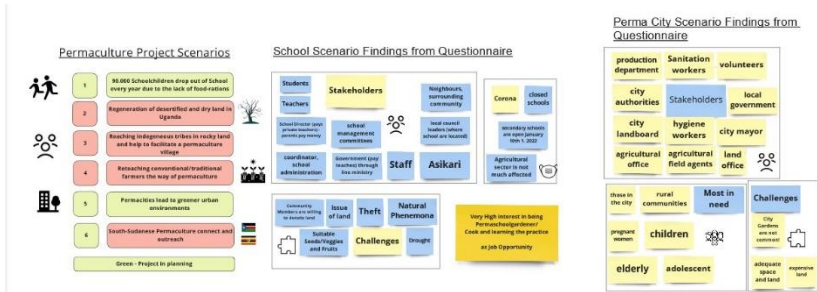 Permaculture Project Scenarios
1
90.000 Schoolchildren drop out of School
every year due to the lack of food-rations
2
Regeneration of desertified and dry land in
Uganda
3
Reaching indegeneous tribes in rocky land
and help to facilitate a permaculture
village
4
Reteaching conventional/traditional
farmers the way of permaculture
5
Permacities lead to greener urban
environments
6
South-Sudanese Permaculture connect and
outreach
Green - Project in planning
School Scenario Findings from Questionnaire
Students
Teachers
Stakeholders
Neighbours,
surrounding
community
School Director (pays
private teachers) -
parents pay money
school
management
committees
local council
leaders (where
school are located)
coordinator,
school
administration
Government (pay
teachers) through
line ministry
Staff
Asikari
Corona
closed
schools
secondary schools
are open January
10th 1. 2022
Agricultural
sector is not
much affected
Community
Members are willing
to donate land
Issue
of land
Theft
Natural
Phenmena
Suitable
Seeds/Veggies
and Fruits
Challenges
Drought
Very High interest in being
Permaschoolgardener/
Cook and learning the practice
as Job Opportunity
Perma City Scenario Findings from
Questionnaire
production
department
Sanitation
workers
volunteers
city
authorities
Stakeholders
local
government
city
landboard
hygiene
workers
city mayor
agricultural
office
agricultural
field agents
land
office
those in
the city
rural
communities
Most in
need
pregnant
women
children
elderly
adolescent
Challenges
City
Gardens
are not
common!
adequate
space
and land
expensive
land